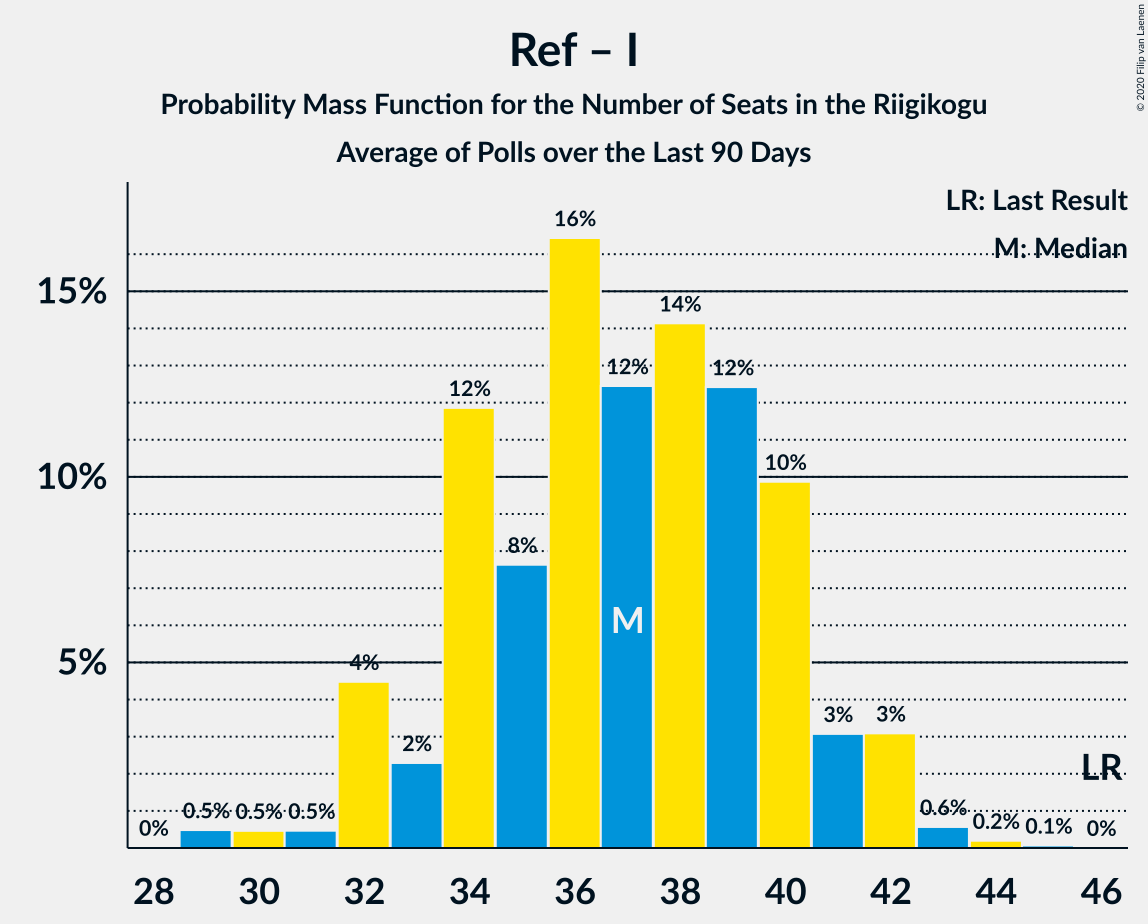 Ref – I
Probability Mass Function for the Number of Seats in the Riigikogu
Average of Polls over the Last 90 Days
© 2020 Filip van Laenen
LR: Last Result
M: Median
15%
10%
5%
0%
0.5%
0.5%
0.5%
4%
2%
12%
8%
16%
12%
14%
12%
10%
3%
3%
0.6%
0.2%
0.1%
0%
M
LR
28 30 32 34 36 38 40 42 44 46